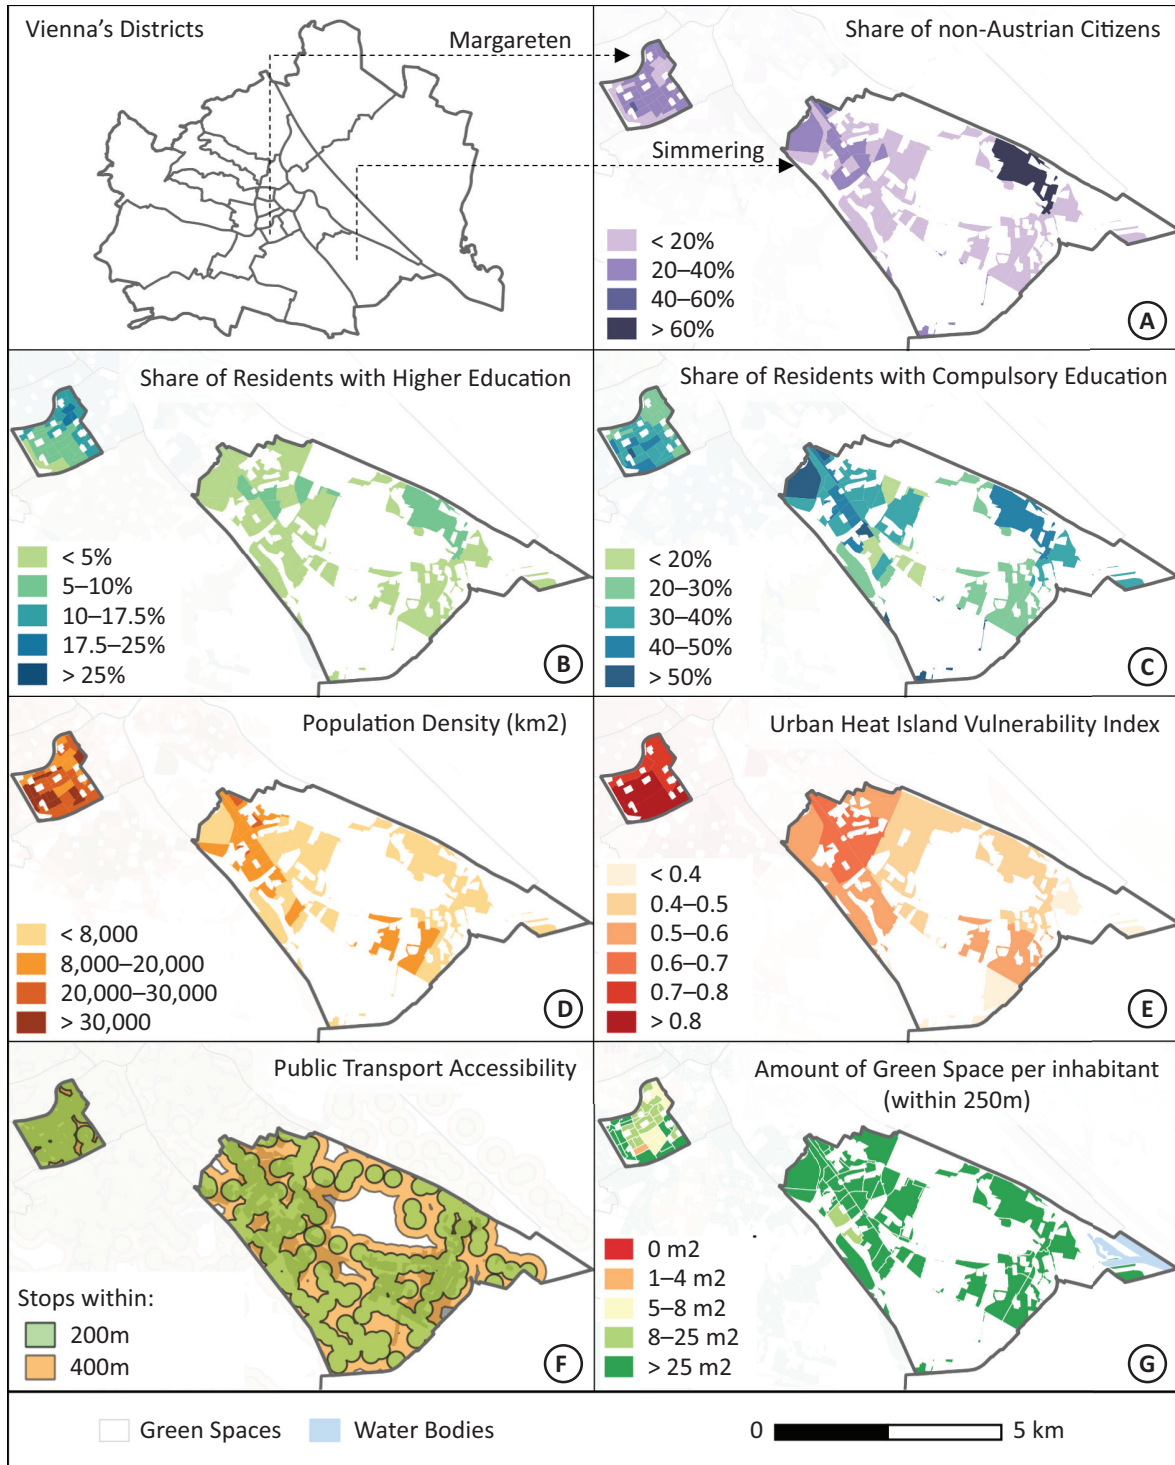 Vienna's Districts
Margareten
Simmering
Share of non-Austrian Citizens
< 20%
20–40%
40–60%
> 60%
A
Share of Residents with Higher Education
< 5%
5–10%
10–17.5%
17.5–25%
> 25%
B
Share of Residents with Compulsory Education
< 20%
20–30%
30–40%
40–50%
> 50%
C
Population Density (km2)
< 8,000
8,000–20,000
20,000–30,000
> 30,000
D
Urban Heat Island Vulnerability Index
< 0.4
0.4–0.5
0.5–0.6
0.6–0.7
0.7–0.8
> 0.8
E
Public Transport Accessibility
Stops within:
200m
400m
F
Amount of Green Space per inhabitant
(within 250m)
0 m2
1–4 m2
5–8 m2
8–25 m2
> 25 m2
G
Green Spaces
Water Bodies
0
5 km